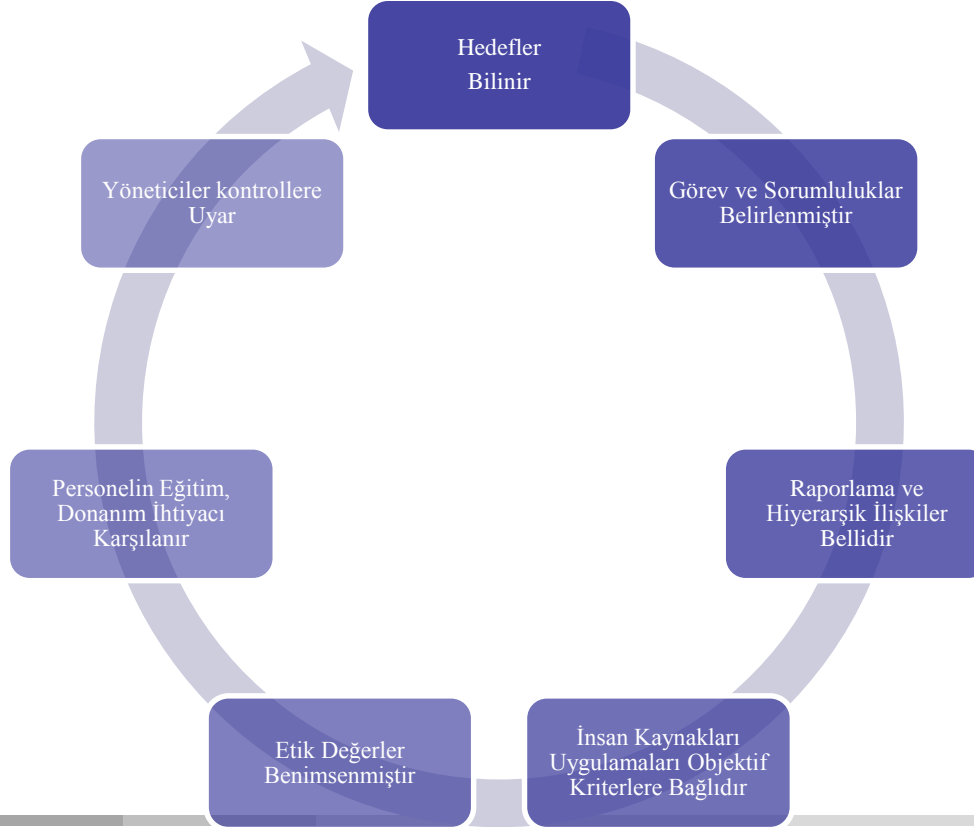 Hedefler
Bilinir
Görev ve Sorumluluklar
Belirlenmiştir
Raporlama ve
Hiyerarşik İlişkiler
Bellidir
İnsan Kaynakları
Uygulamaları Objektif
Kriterlere Bağlıdır
Etik Değerler
Benimsenmiştir
Personelin Eğitim,
Donanım İhtiyacı
Karşılanır
Yöneticiler kontrollere
Uyar